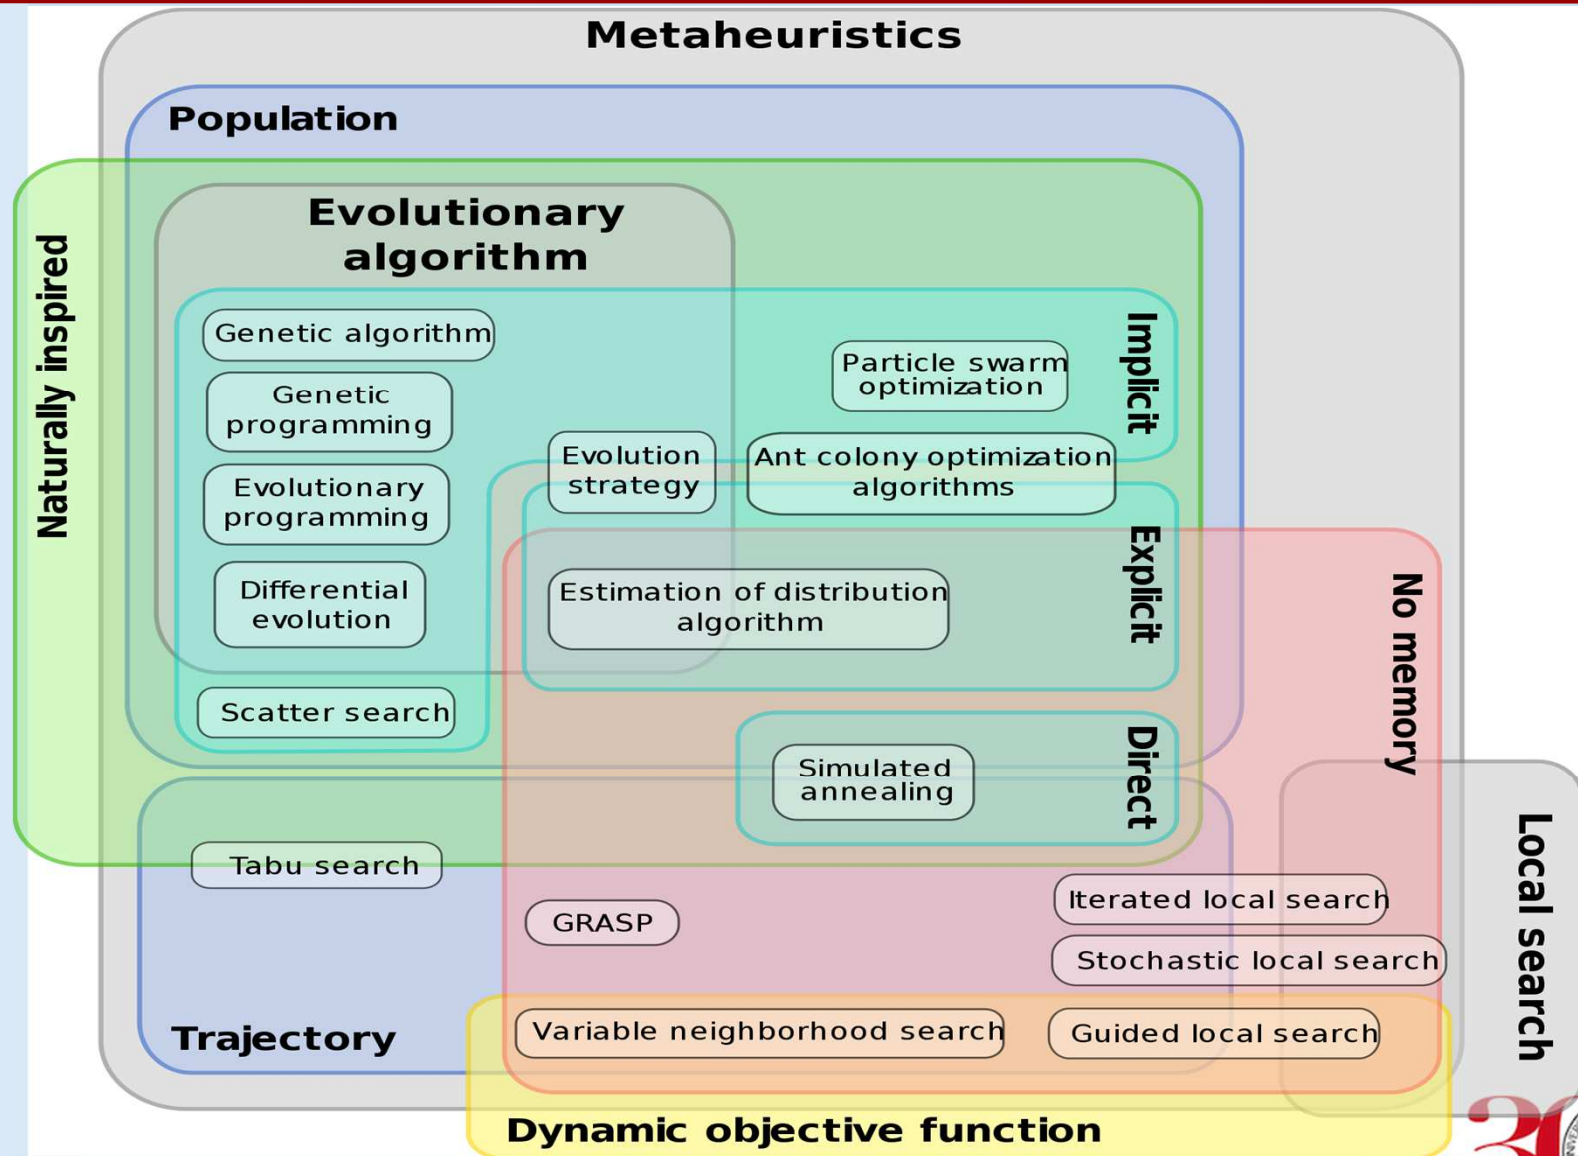 Metaheuristics
Population
Naturally inspired
Evolutionary
algorithm
Genetic algorithm
Genetic
programming
Evolutionary
programming
Differential
evolution
Scatter search
Evolution
strategy
Particle swarm
optimization
Ant colony optimization
algorithms
Implicit
Estimation of distribution
algorithm
Explicit
No memory
Simulated
annealing
Direct
Local search
Tabu search
GRASP
Iterated local search
Stochastic local search
Trajectory
Variable neighborhood search
Guided local search
Dynamic objective function